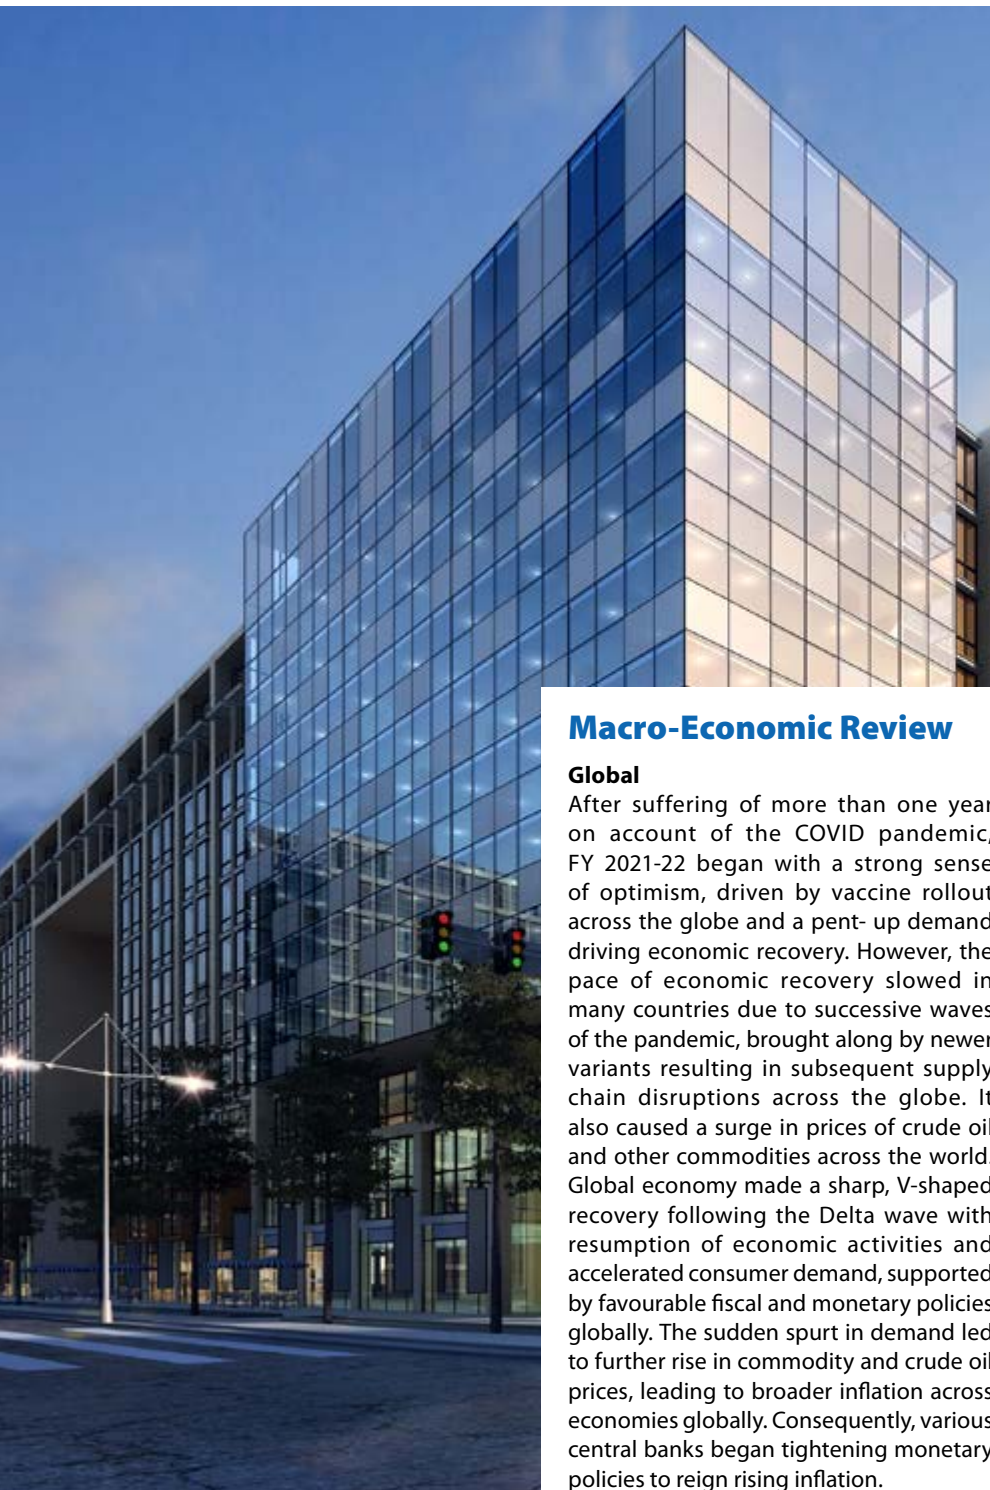 Macro-Economic Review
Global
After suffering of more than one year
on account of the COVID pandemic,
FY 2021-22 began with a strong sense
of optimism, driven by vaccine rollout
across the globe and a pent- up demand
driving economic recovery. However, the
pace of economic recovery slowed in
many countries due to successive waves
of the pandemic, brought along by newer
variants resulting in subsequent supply
chain disruptions across the globe. It
also caused a surge in prices of crude oil
and other commodities across the world.
Global economy made a sharp, V-shaped
recovery following the Delta wave with
resumption of economic activities and
accelerated consumer demand, supported
by favourable fiscal and monetary policies
globally. The sudden spurt in demand led
to further rise in commodity and crude oil
prices, leading to broader inflation across
economies globally. Consequently, various
central banks began tightening monetary
policies to reign rising inflation.